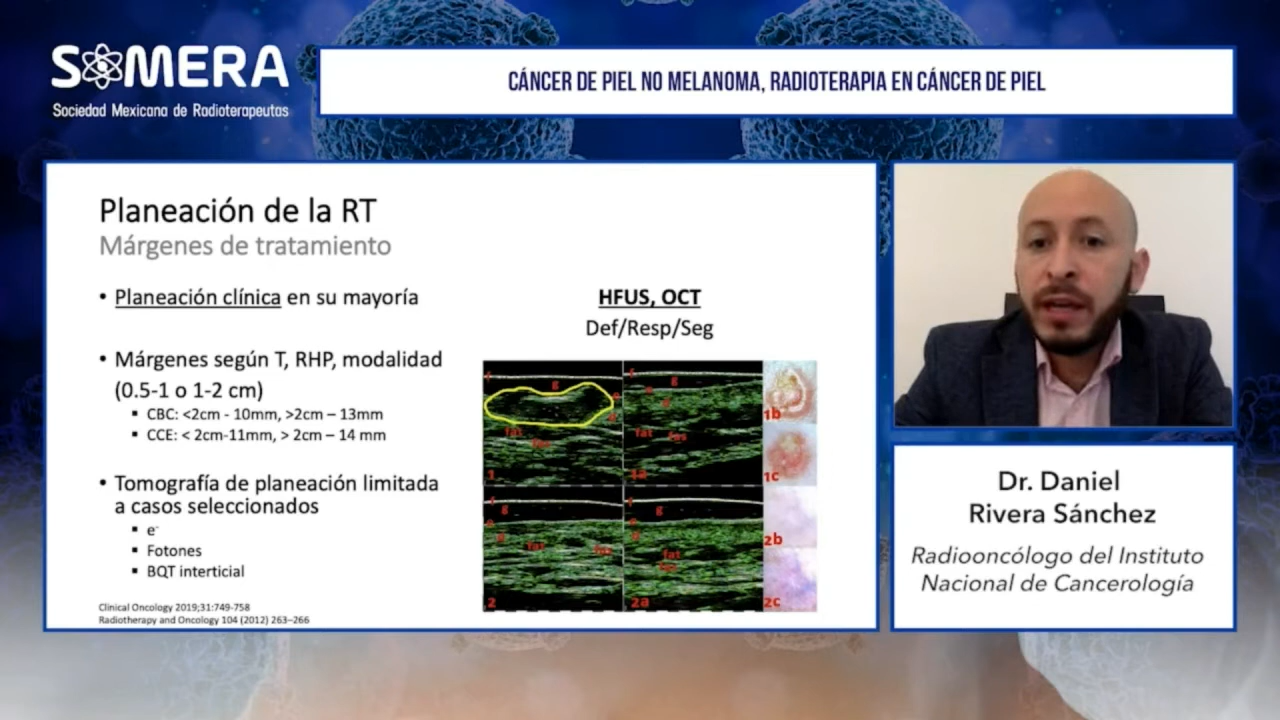 SOMERA
Sociedad Mexicana de Radioterapeutas
CÁNCER DE PIEL NO MELANOMA, RADIOTERAPIA EN CÁNCER DE PIEL
Planeación de la RT
Márgenes de tratamiento
• Planeación clínica en su mayoría
• Márgenes según T, RHP, modalidad
(0.5-1 o 1-2 cm)
▪ CBC: <2cm - 10mm, >2cm – 13mm
▪ CCE: < 2cm-11mm, > 2cm – 14 mm
• Tomografía de planeación limitada
a casos seleccionados
▪ e-
▪ Fotones
▪ BQT interticial
Clinical Oncology 2019;31:749-758
Radiotherapy and Oncology 104 (2012) 263–266
HFUS, OCT
Def/Resp/Seg
f g e d fat fas 1
f g e d fat fas 1a
1b
1c
f g e d fat fas 2
f g e d fat fas 2a
2b
2c
Dr. Daniel
Rivera Sánchez
Radiooncólogo del Instituto
Nacional de Cancerología